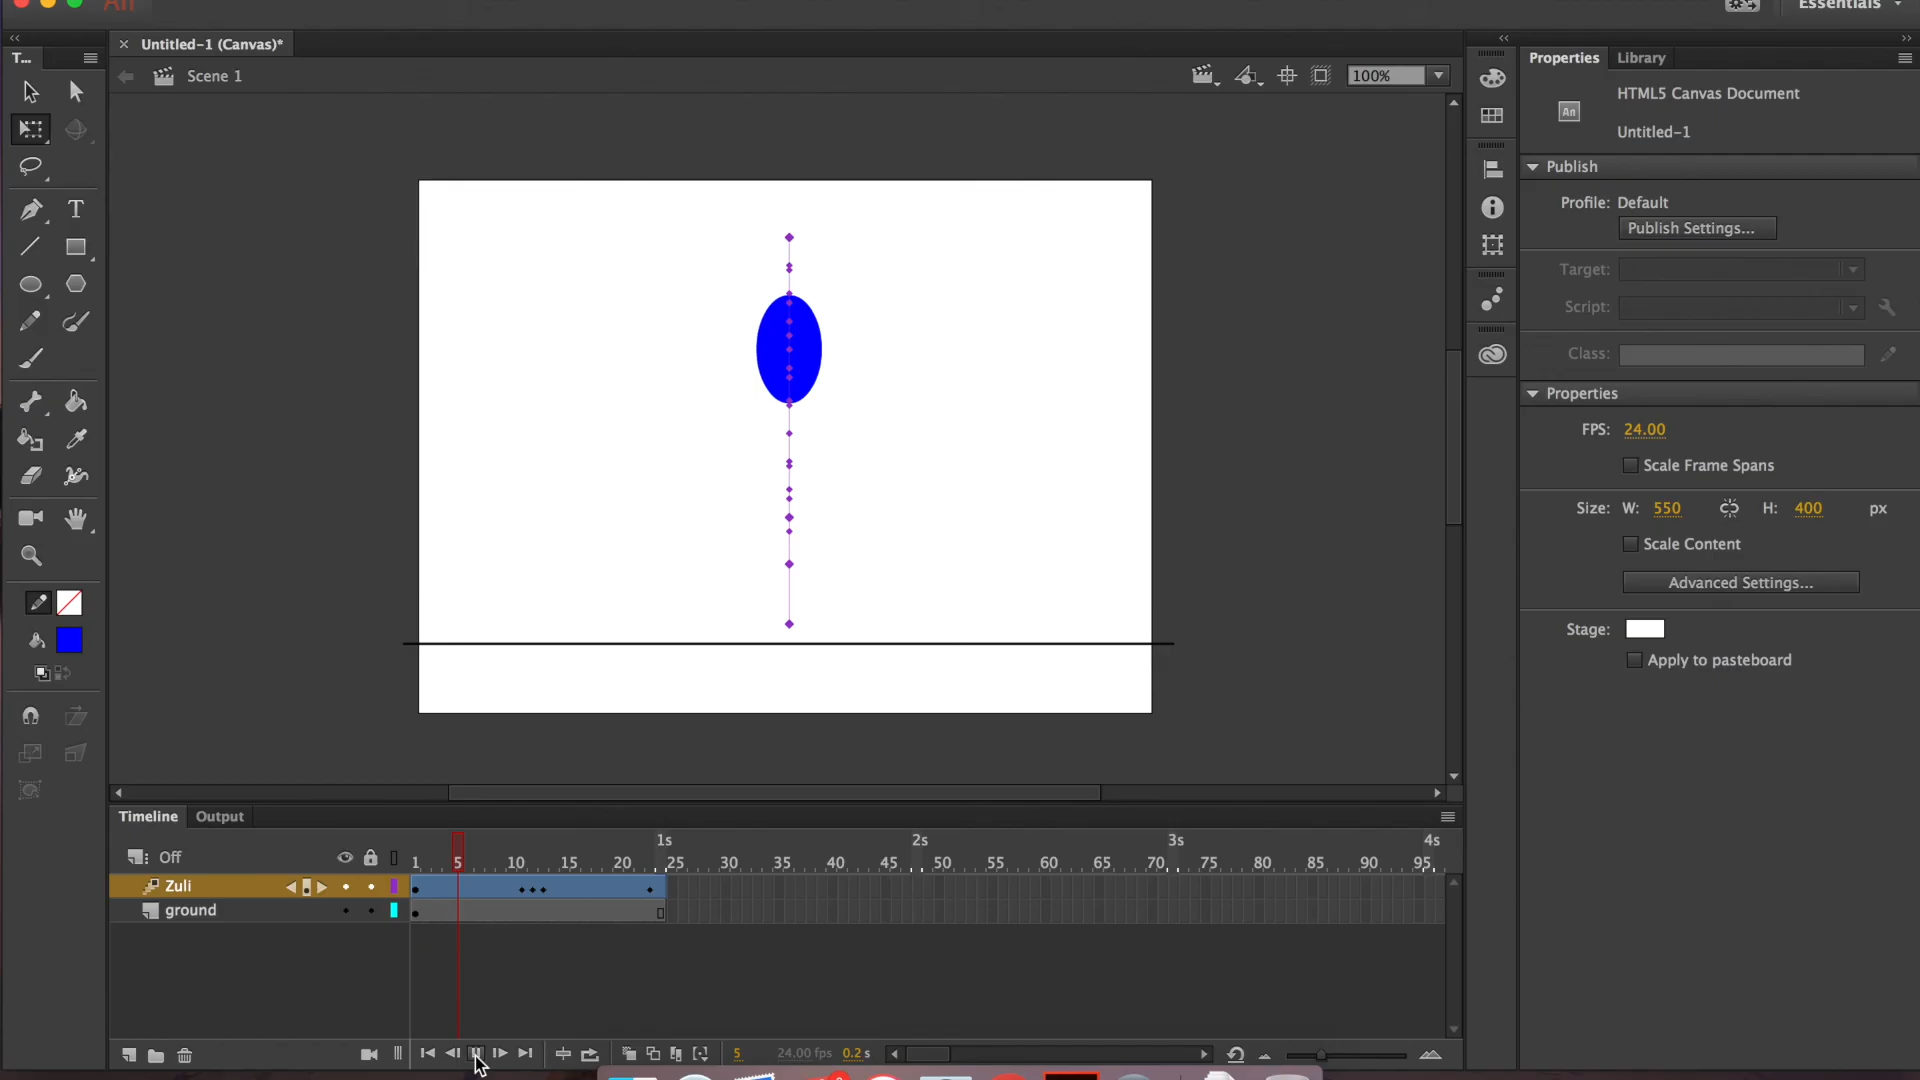 An
Essentials
T...
Untitled-1 (Canvas)*
Scene 1
100%
Properties
Library
An
HTML5 Canvas Document
Untitled-1
Publish
Profile: Default
Publish Settings...
Target:
Script:
Class:
Properties
FPS: 24.00
Scale Frame Spans
Size: W: 550 H: 400 px
Scale Content
Advanced Settings...
Stage:
Apply to pasteboard
T
Timeline
Output
1s 2s 3s 4s
Off
1 5 10 15 20 25 30 35 40 45 50 55 60 65 70 75 80 85 90 95
Zuli
ground
5 24.00 fps 0.2 s